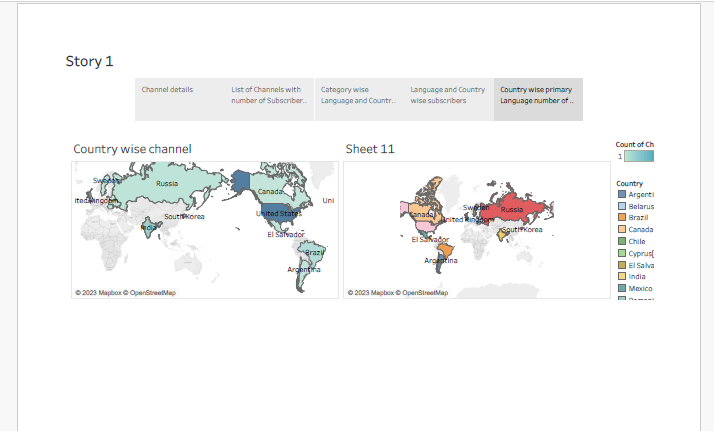 Story 1
Channel details
List of Channels with
number of Subscriber...
Category wise
Language and Countr...
Language and Country
wise subscribers
Country wise primary
Language number of ..
Country wise channel
Sweden
Russia
ited Kingdom
South Korea
India
Canada
United States
Uni
El Salvador
Brazil
Argentina
© 2023 Mapbox © OpenStreetMap
Sheet 11
Canada
Sweden
United Kingdom
Russia
South Korea
El Salvador
Argentina
© 2023 Mapbox © OpenStreetMap
Count of Ch
1
Country
Argenti
Belarus
Brazil
Canada
Chile
Cyprus[
El Salva
India
Mexico